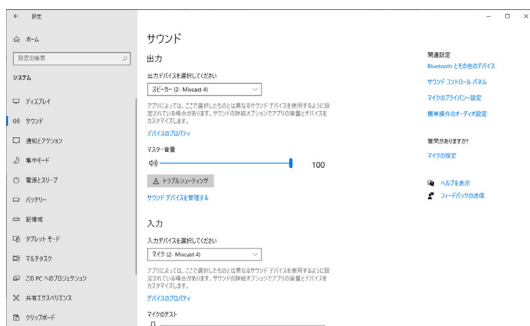 設定
ホーム
設定の検索
システム
ディスプレイ
サウンド
通知とアクション
集中モード
電源とスリープ
バッテリー
記憶域
タブレット モード
マルチタスク
この PC へのプロジェクション
共有エクスペリエンス
クリップボード
サウンド
出力
出力デバイスを選択してください
スピーカー (2- Mixcast 4)
アプリによっては、ここで選択したものとは異なるサウンド デバイスを使用するように設
定されている場合があります。サウンドの詳細オプションでアプリの音量とデバイスを
カスタマイズします。
デバイスのプロパティ
マスター音量
100
トラブルシューティング
サウンド デバイスを管理する
入力
入力デバイスを選択してください
マイク (2- Mixcast 4)
アプリによっては、ここで選択したものとは異なるサウンド デバイスを使用するように設
定されている場合があります。サウンドの詳細オプションでアプリの音量とデバイスを
カスタマイズします。
デバイスのプロパティ
マイクのテスト
関連設定
Bluetooth とその他のデバイス
サウンド コントロール パネル
マイクのプライバシー設定
簡単操作のオーディオ設定
質問がありますか?
マイクの設定
ヘルプを表示
フィードバックの送信